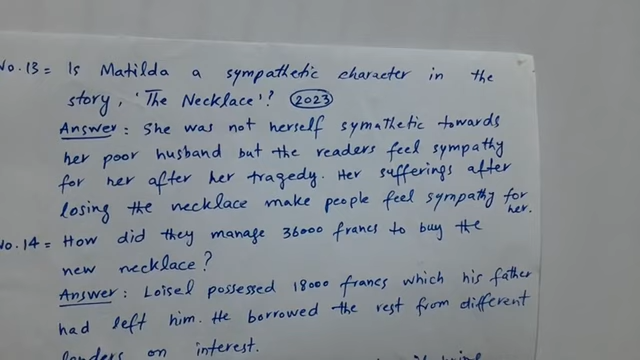 No. 13 = Is Matilda a sympathetic character in the
story, 'The Necklace'? 2023
Answer: She was not herself symathetic towards
her poor husband but the readers feel sympathy
for her after her tragedy. Her sufferings after
losing the necklace make people feel sympathy for
her.
No. 14 = How did they manage 36000 francs to buy the
new necklace?
Answer: Loisel possessed 18000 francs which his father
had left him. He borrowed the rest from different
lenders on interest.